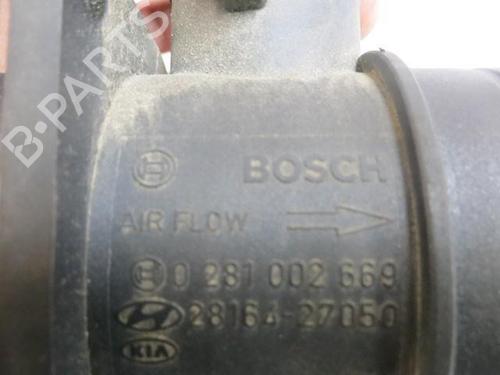 B-PARTS
BOSCH
AIR FLOW
0 281 002 669
28164-27050
KIA